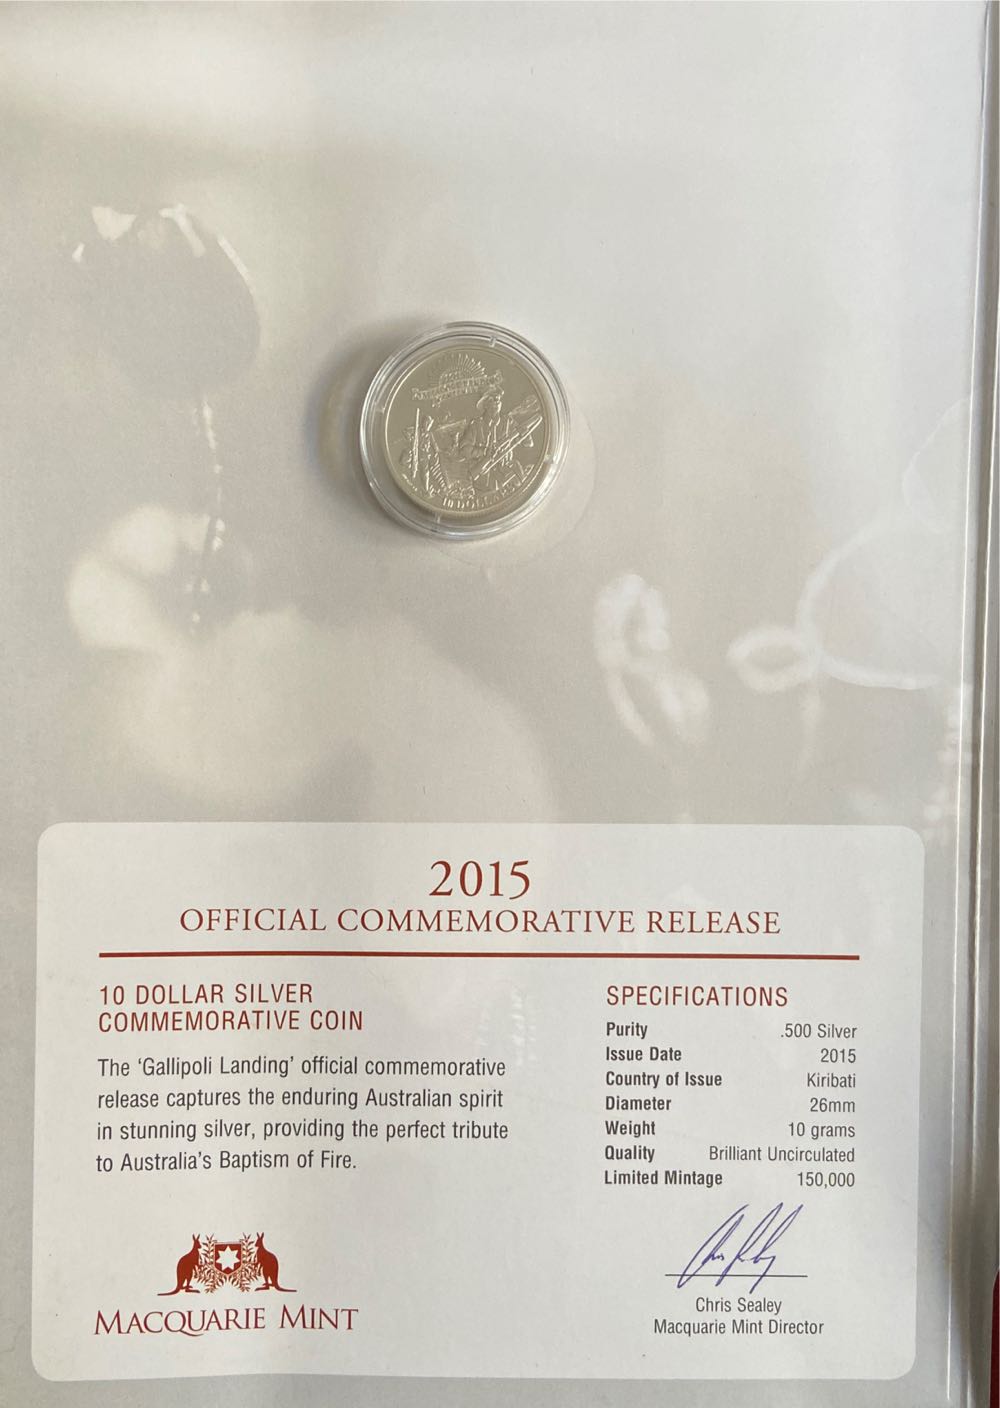 10 DOLLARS
2015
OFFICIAL COMMEMORATIVE RELEASE
10 DOLLAR SILVER
COMMEMORATIVE COIN
The ‘Gallipoli Landing’ official commemorative
release captures the enduring Australian spirit
in stunning silver, providing the perfect tribute
to Australia’s Baptism of Fire.
MACQUARIE MINT
SPECIFICATIONS
Purity .500 Silver
Issue Date 2015
Country of Issue Kiribati
Diameter 26mm
Weight 10 grams
Quality Brilliant Uncirculated
Limited Mintage 150,000
Chris Sealey
Macquarie Mint Director